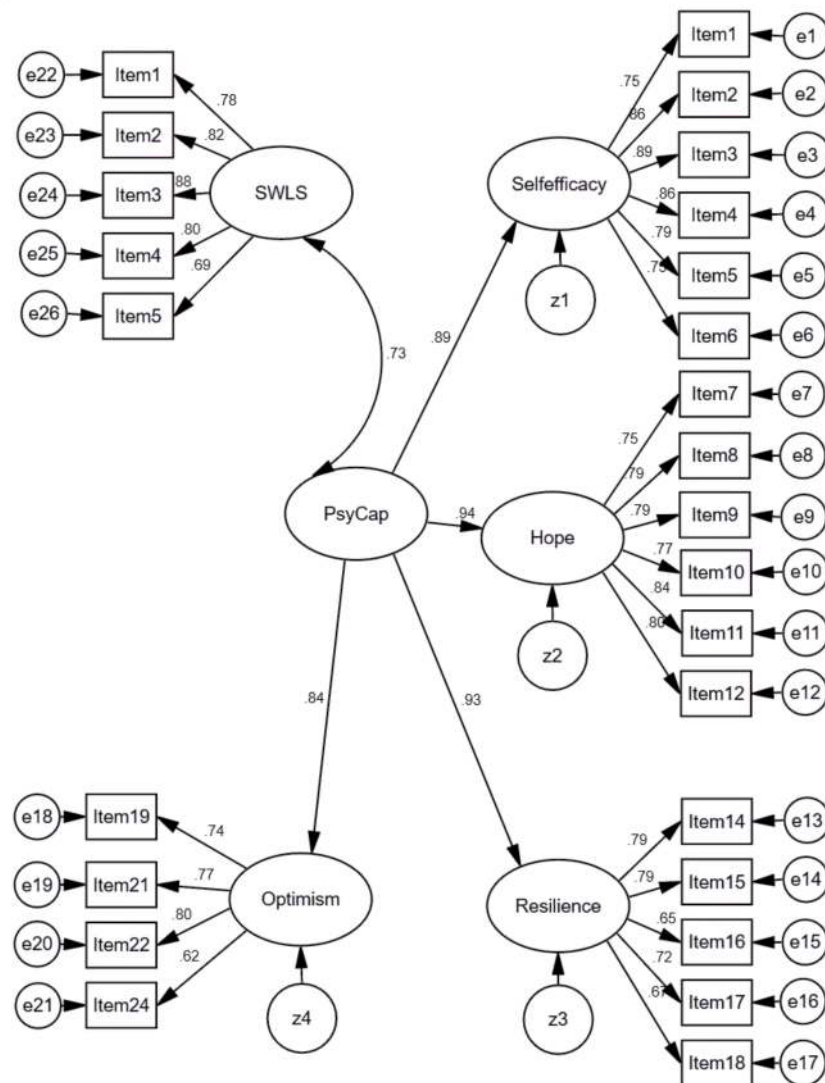 e22
Item1
.78
e23
Item2
.82
e24
Item3
.88
e25
Item4
.80
e26
Item5
.69
SWLS
.73
PsyCap
.89
.94
.84
.93
Selfefficacy
z1
.75
Item1
e1
.86
Item2
e2
.89
Item3
e3
.86
Item4
e4
.79
Item5
e5
.75
Item6
e6
Hope
z2
.75
Item7
e7
.79
Item8
e8
.79
Item9
e9
.77
Item10
e10
.84
Item11
e11
.80
Item12
e12
e18
Item19
.74
e19
Item21
.77
e20
Item22
.80
e21
Item24
.62
Optimism
z4
Resilience
z3
.79
Item14
e13
.79
Item15
e14
.65
Item16
e15
.72
Item17
e16
.67
Item18
e17